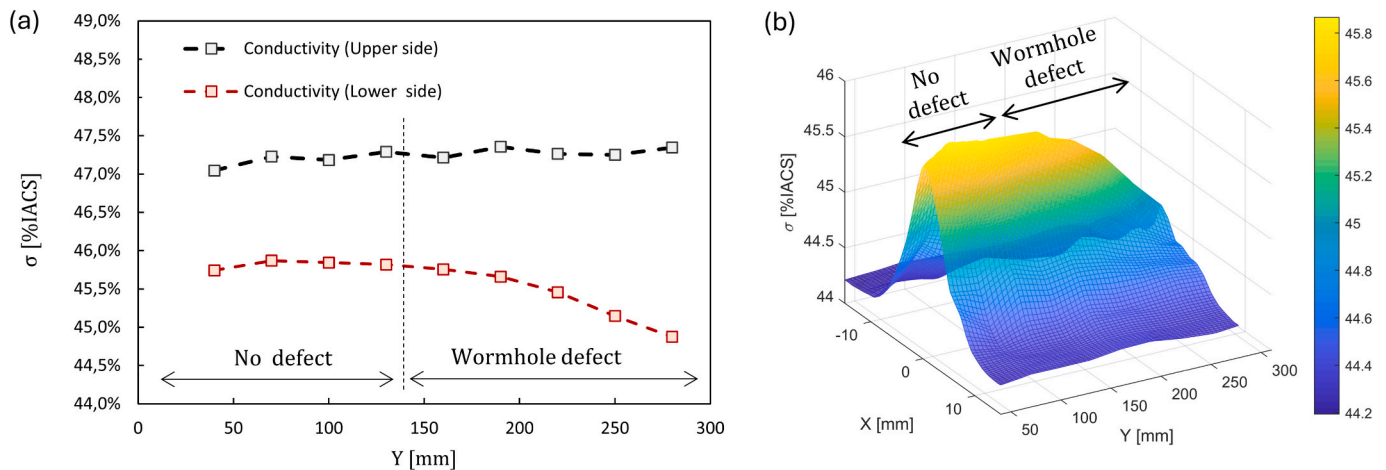 (a)
49,0%
48,5%
48,0%
47,5%
47,0%
46,5%
46,0%
45,5%
45,0%
44,5%
44,0%
σ [%IACS]
Conductivity (Upper side)
Conductivity (Lower side)
No defect
Wormhole defect
0
50
100
150
200
250
300
Y [mm]
(b)
No
defect
Wormhole
defect
46
45.5
45
44.5
44
σ [%IACS]
-10
0
10
X [mm]
50
100
150
200
250
300
Y [mm]
45.8
45.6
45.4
45.2
45
44.8
44.6
44.4
44.2